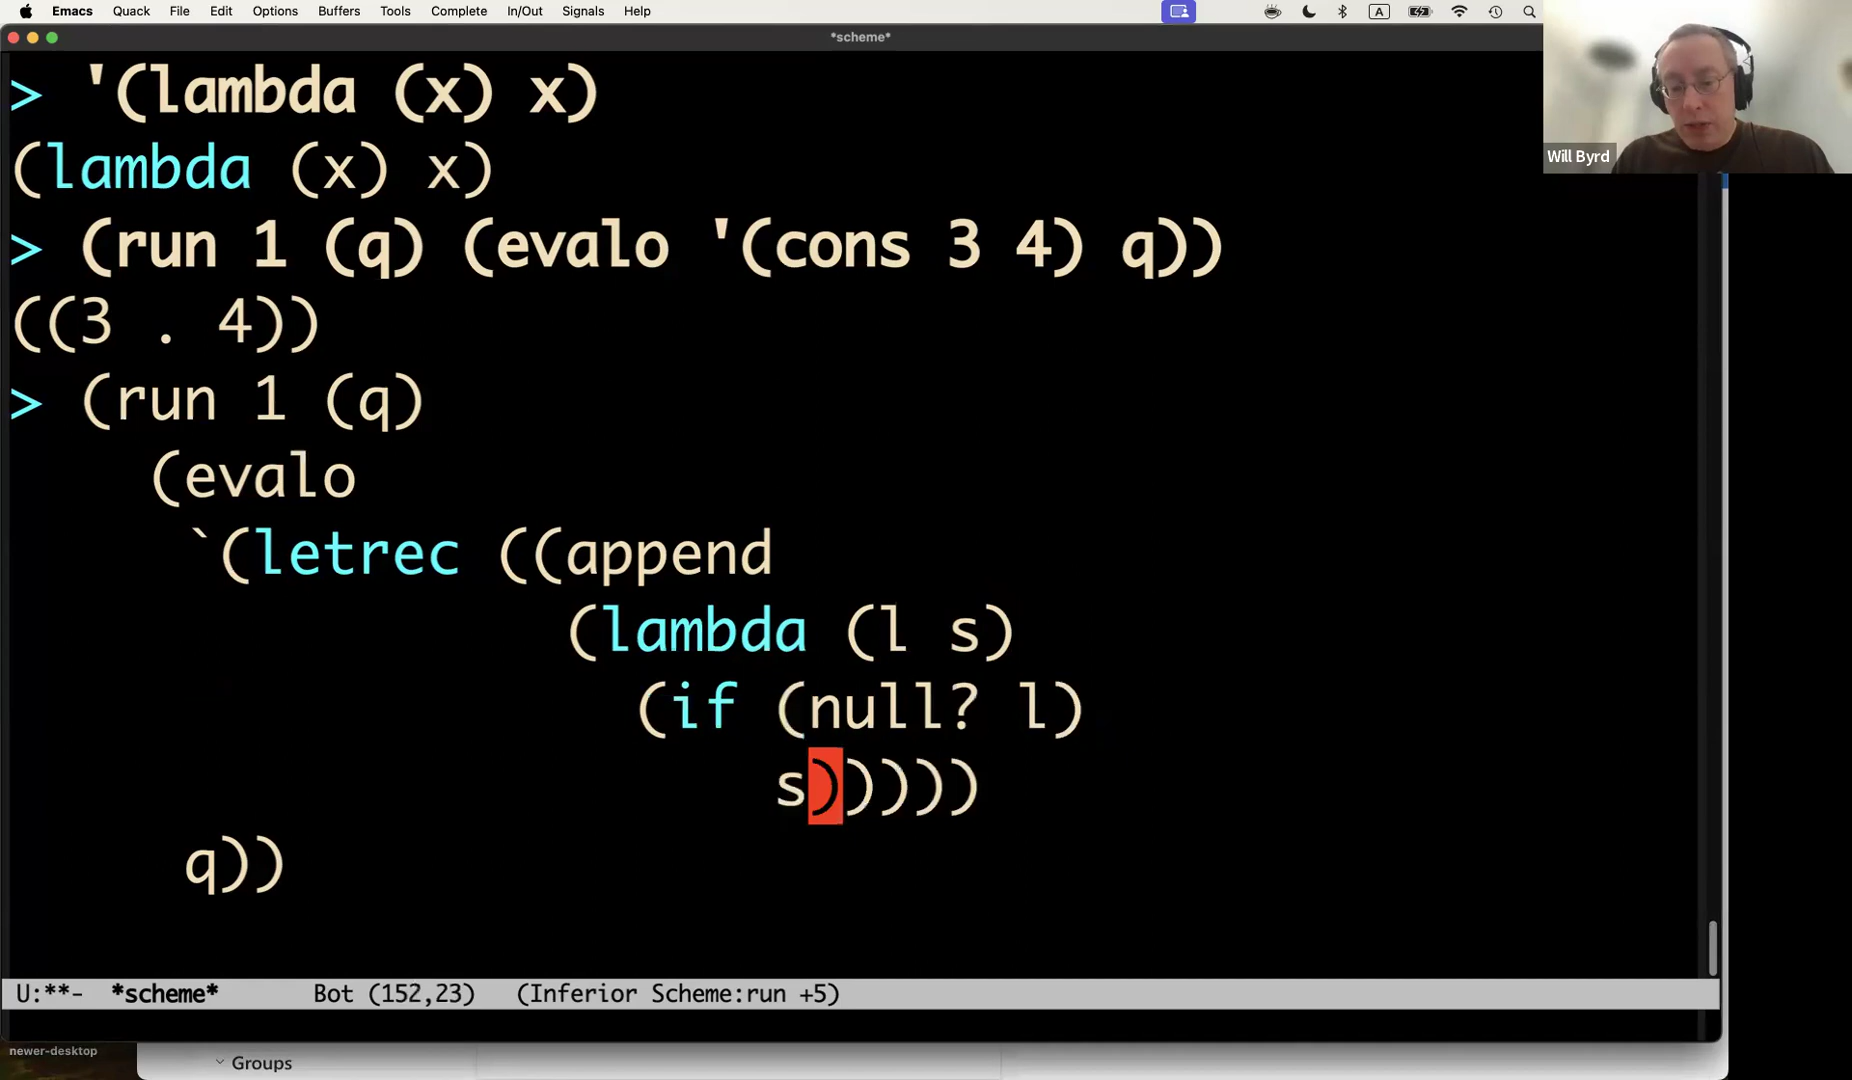 Emacs Quack File Edit Options Buffers Tools Complete In/Out Signals Help A
*scheme*
> '(lambda (x) x)
(lambda (x) x)
> (run 1 (q) (evalo '(cons 3 4) q))
((3 . 4))
> (run 1 (q)
(evalo
`(letrec ((append
(lambda (l s)
(if (null? l)
s)))))
q))
Will Byrd
U:**- *scheme* Bot (152,23) (Inferior Scheme:run +5)
newer-desktop
Groups